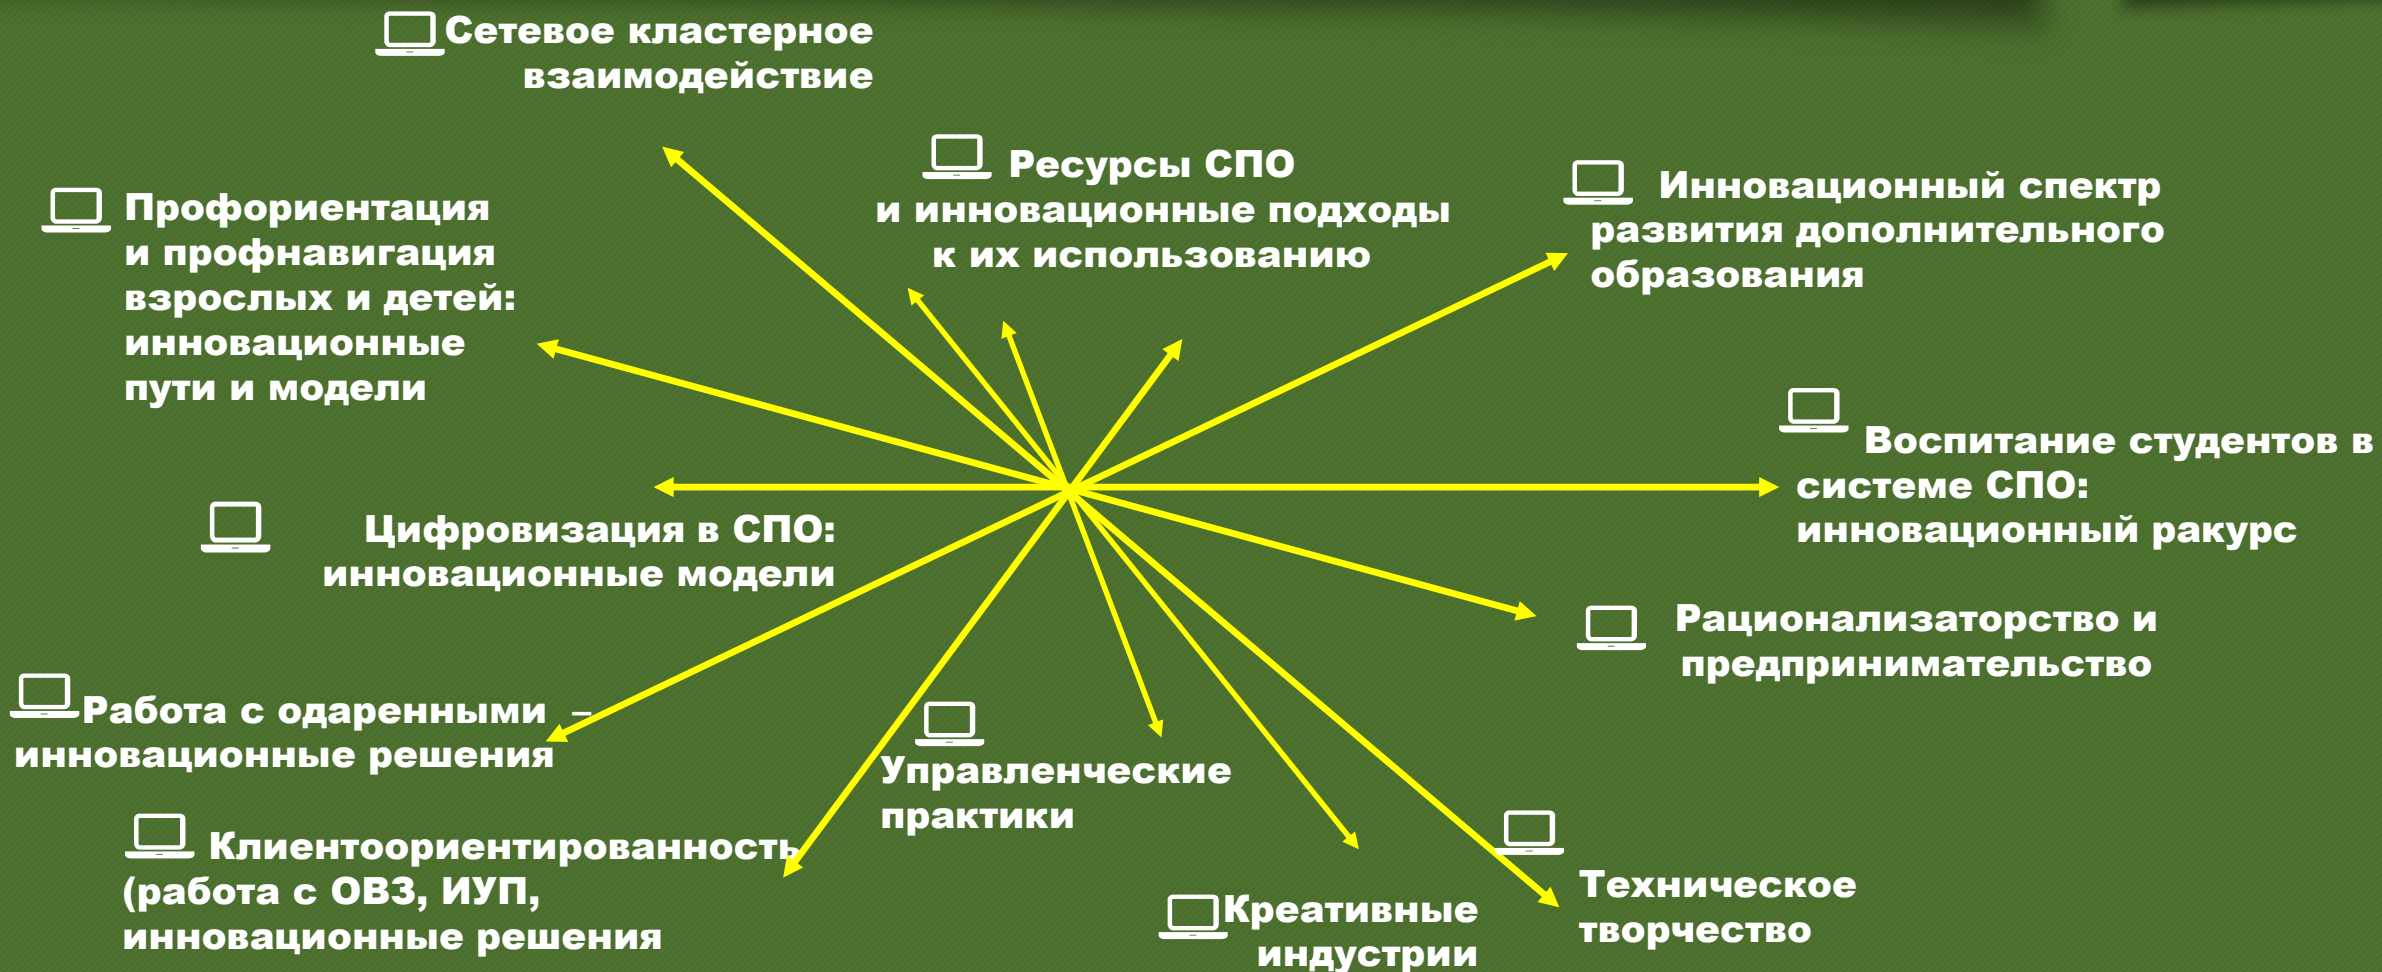 Сетевое кластерное
взаимодействие
Ресурсы СПО
и инновационные подходы
к их использованию
Инновационный спектр
развития дополнительного
образования
Профориентация
и профнавигация
взрослых и детей:
инновационные
пути и модели
Воспитание студентов в
системе СПО:
инновационный ракурс
Цифровизация в СПО:
инновационные модели
Рационализаторство и
предпринимательство
Работа с одаренными –
инновационные решения
Управленческие
практики
Клиентоориентированность
(работа с ОВЗ, ИУП,
инновационные решения
Техническое
творчество
Креативные
индустрии